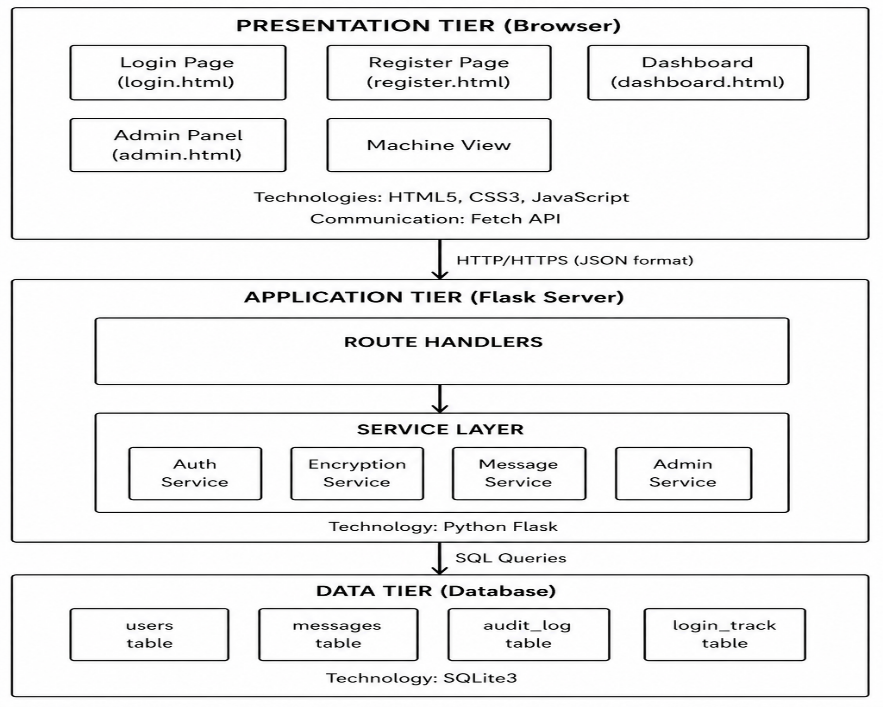 PRESENTATION TIER (Browser)
Login Page
(login.html)
Register Page
(register.html)
Dashboard
(dashboard.html)
Admin Panel
(admin.html)
Machine View
Technologies: HTML5, CSS3, JavaScript
Communication: Fetch API
HTTP/HTTPS (JSON format)
APPLICATION TIER (Flask Server)
ROUTE HANDLERS
SERVICE LAYER
Auth
Service
Encryption
Service
Message
Service
Admin
Service
Technology: Python Flask
SQL Queries
DATA TIER (Database)
users
table
messages
table
audit_log
table
login_track
table
Technology: SQLite3